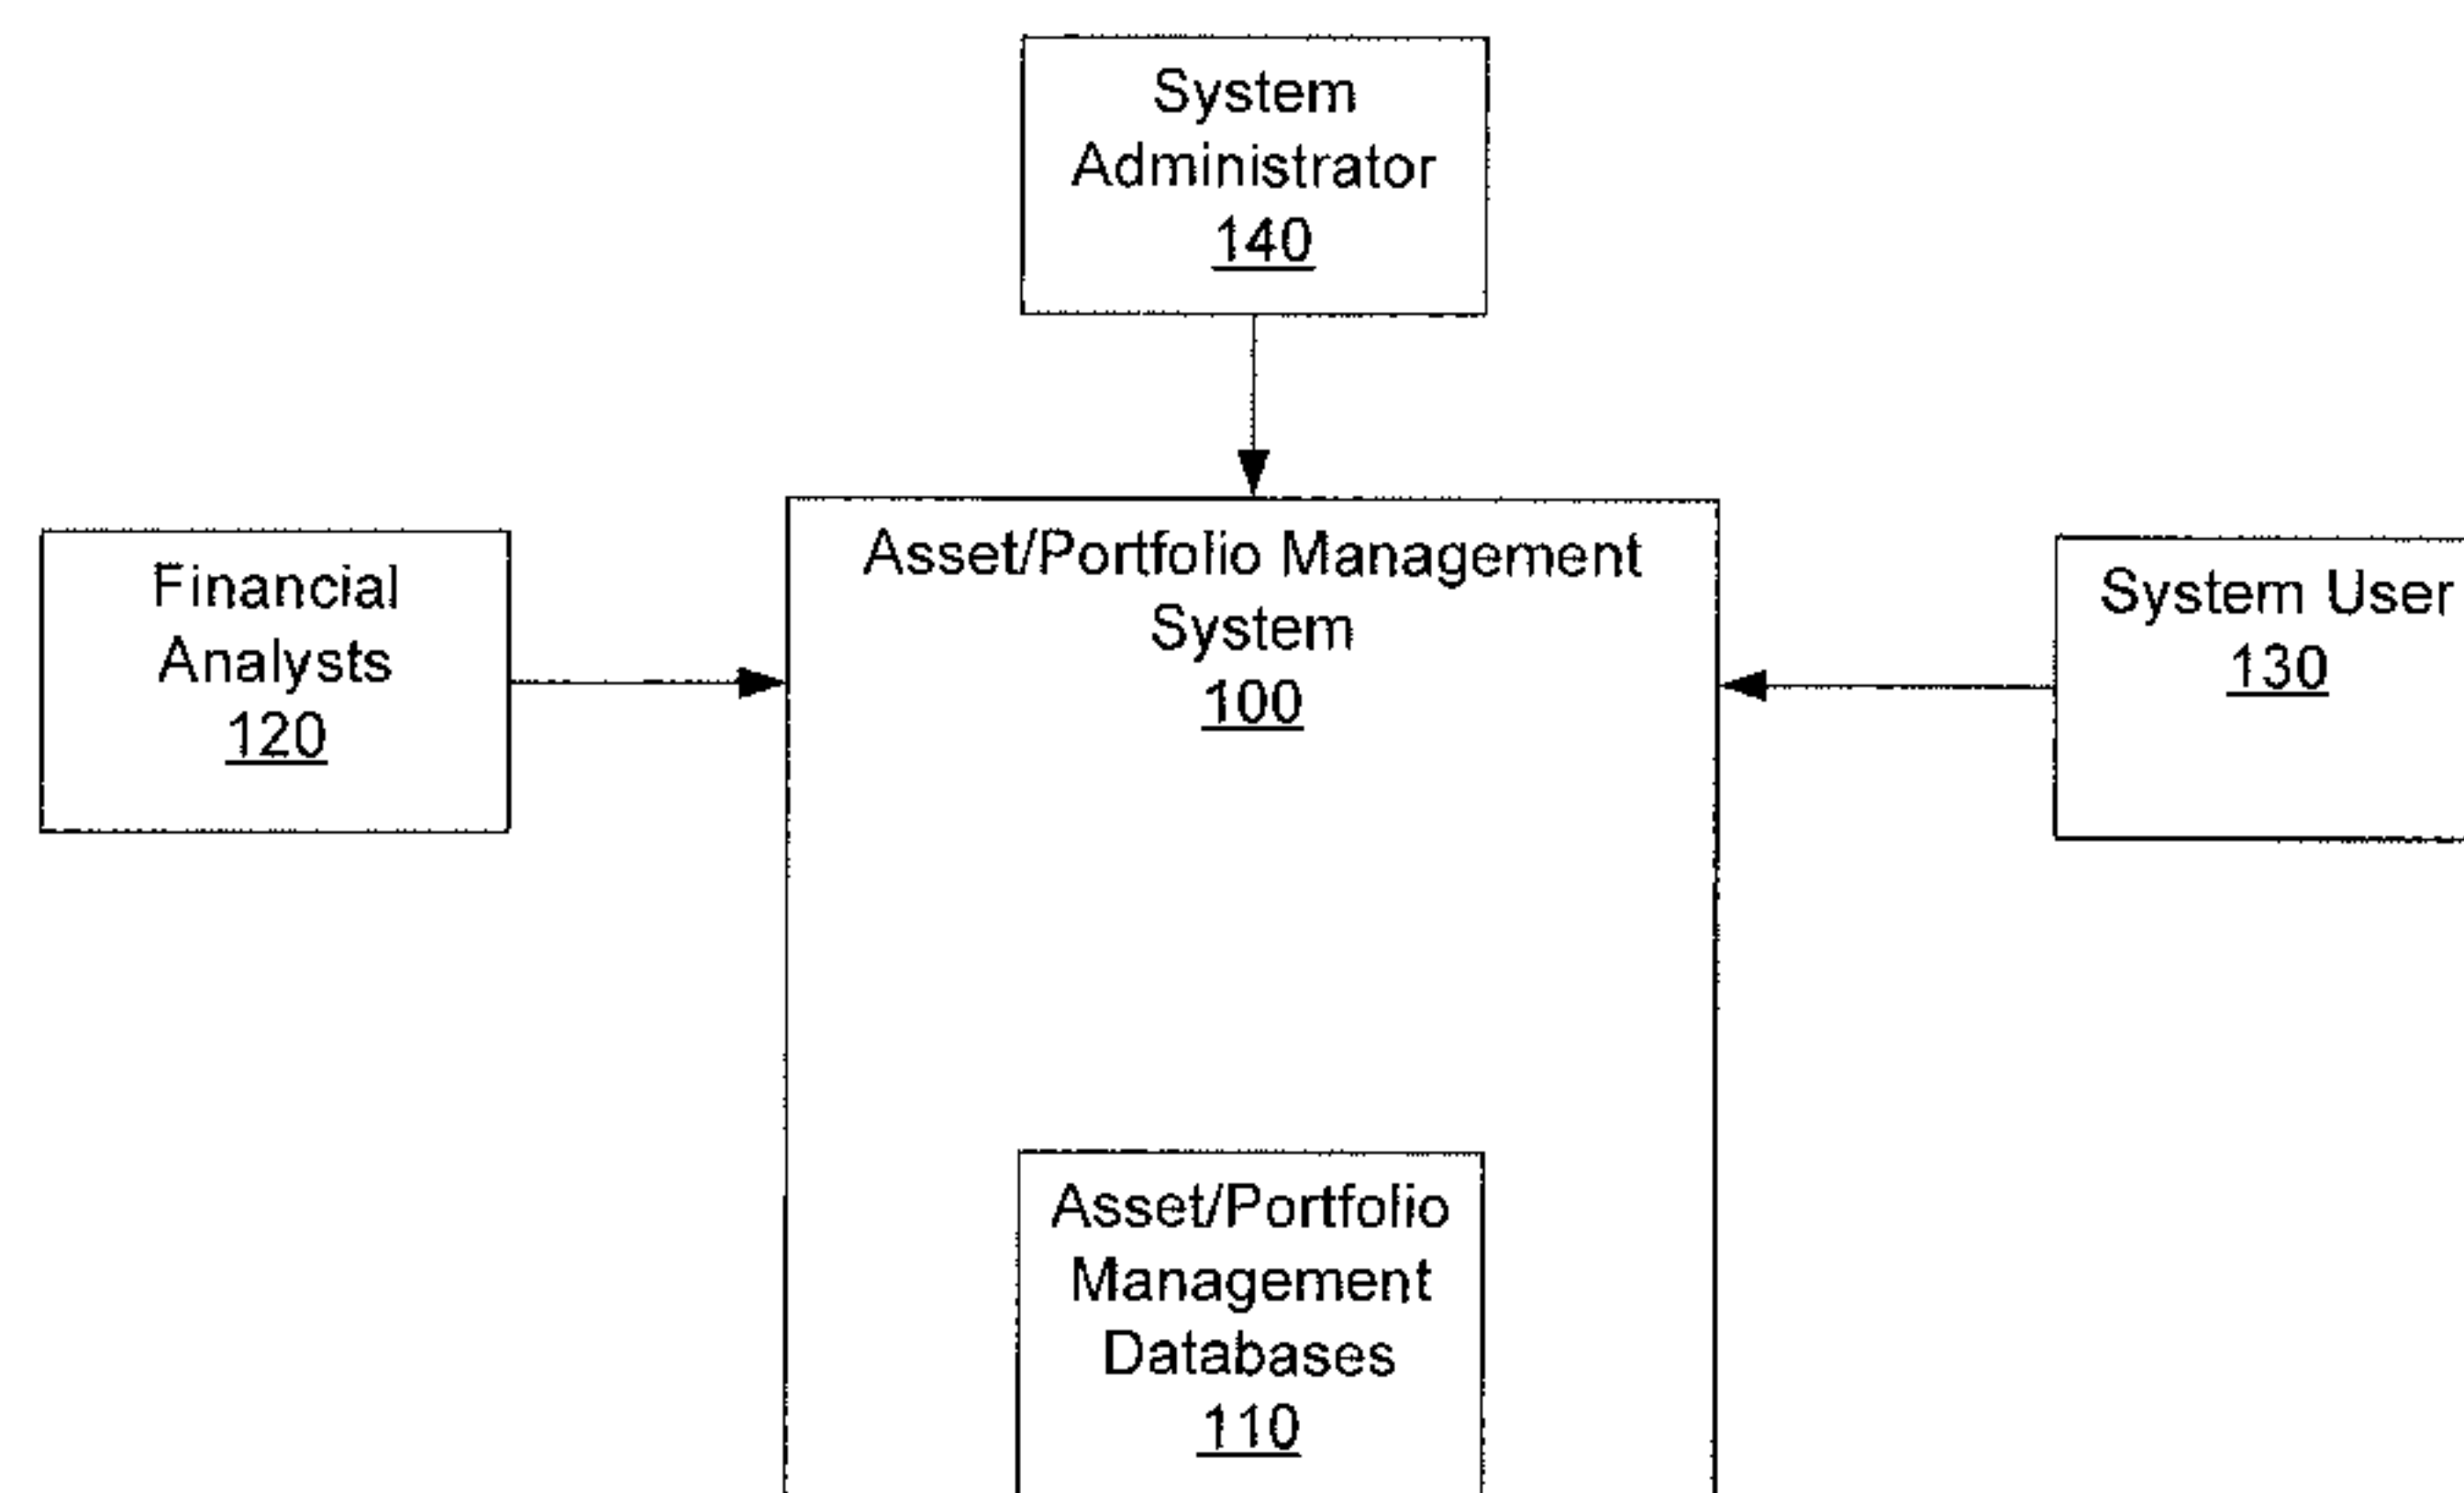 System
Administrator
140
Financial
Analysts
120
Asset/Portfolio Management
System
100
System User
130
Asset/Portfolio
Management
Databases
110